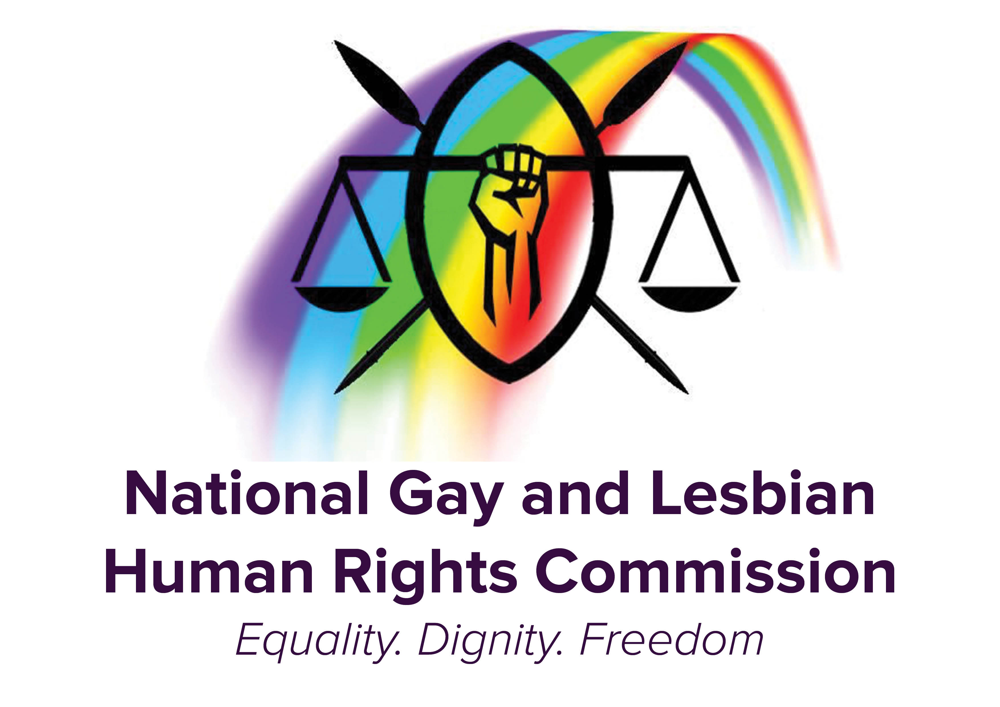 National Gay and Lesbian
Human Rights Commission
Equality. Dignity. Freedom